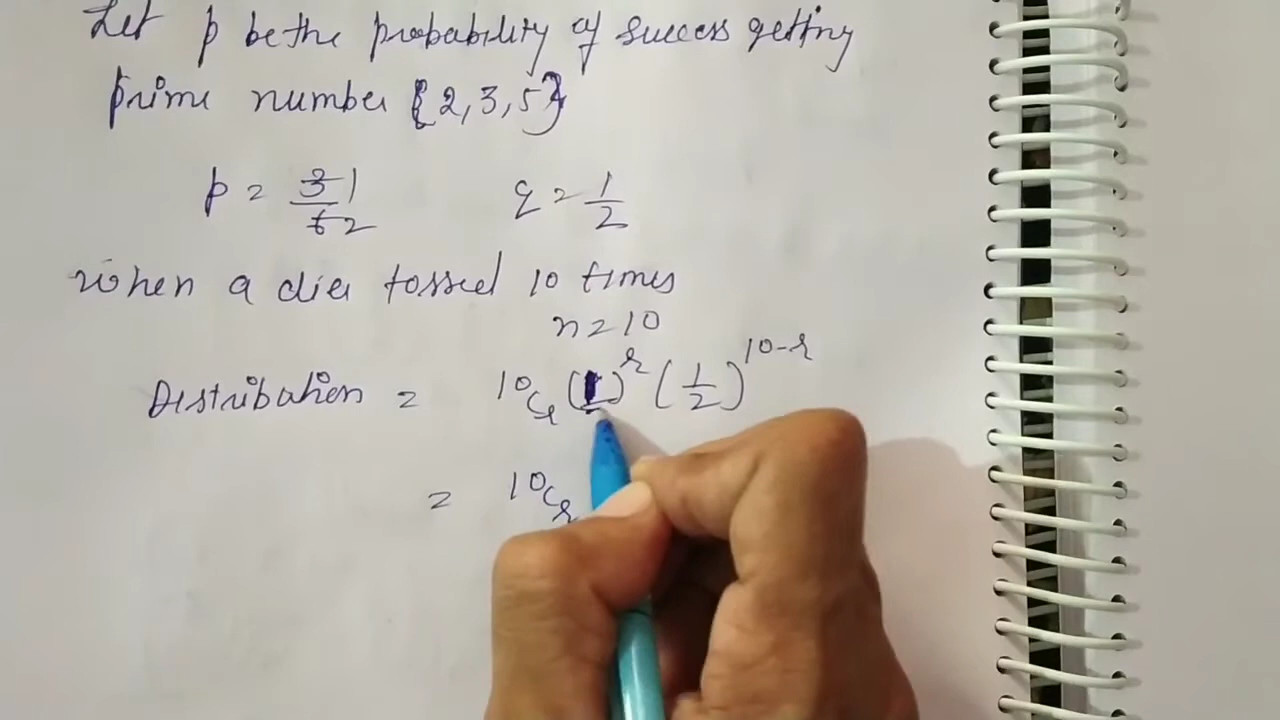 Let p be the probability of success getting
prime number {2,3,5}
p = 3/6 1/2 q = 1/2
when a dier tossed 10 times
n = 10
Distribution = 10Cr (1/2)^r (1/2)^10-r
= 10Cr